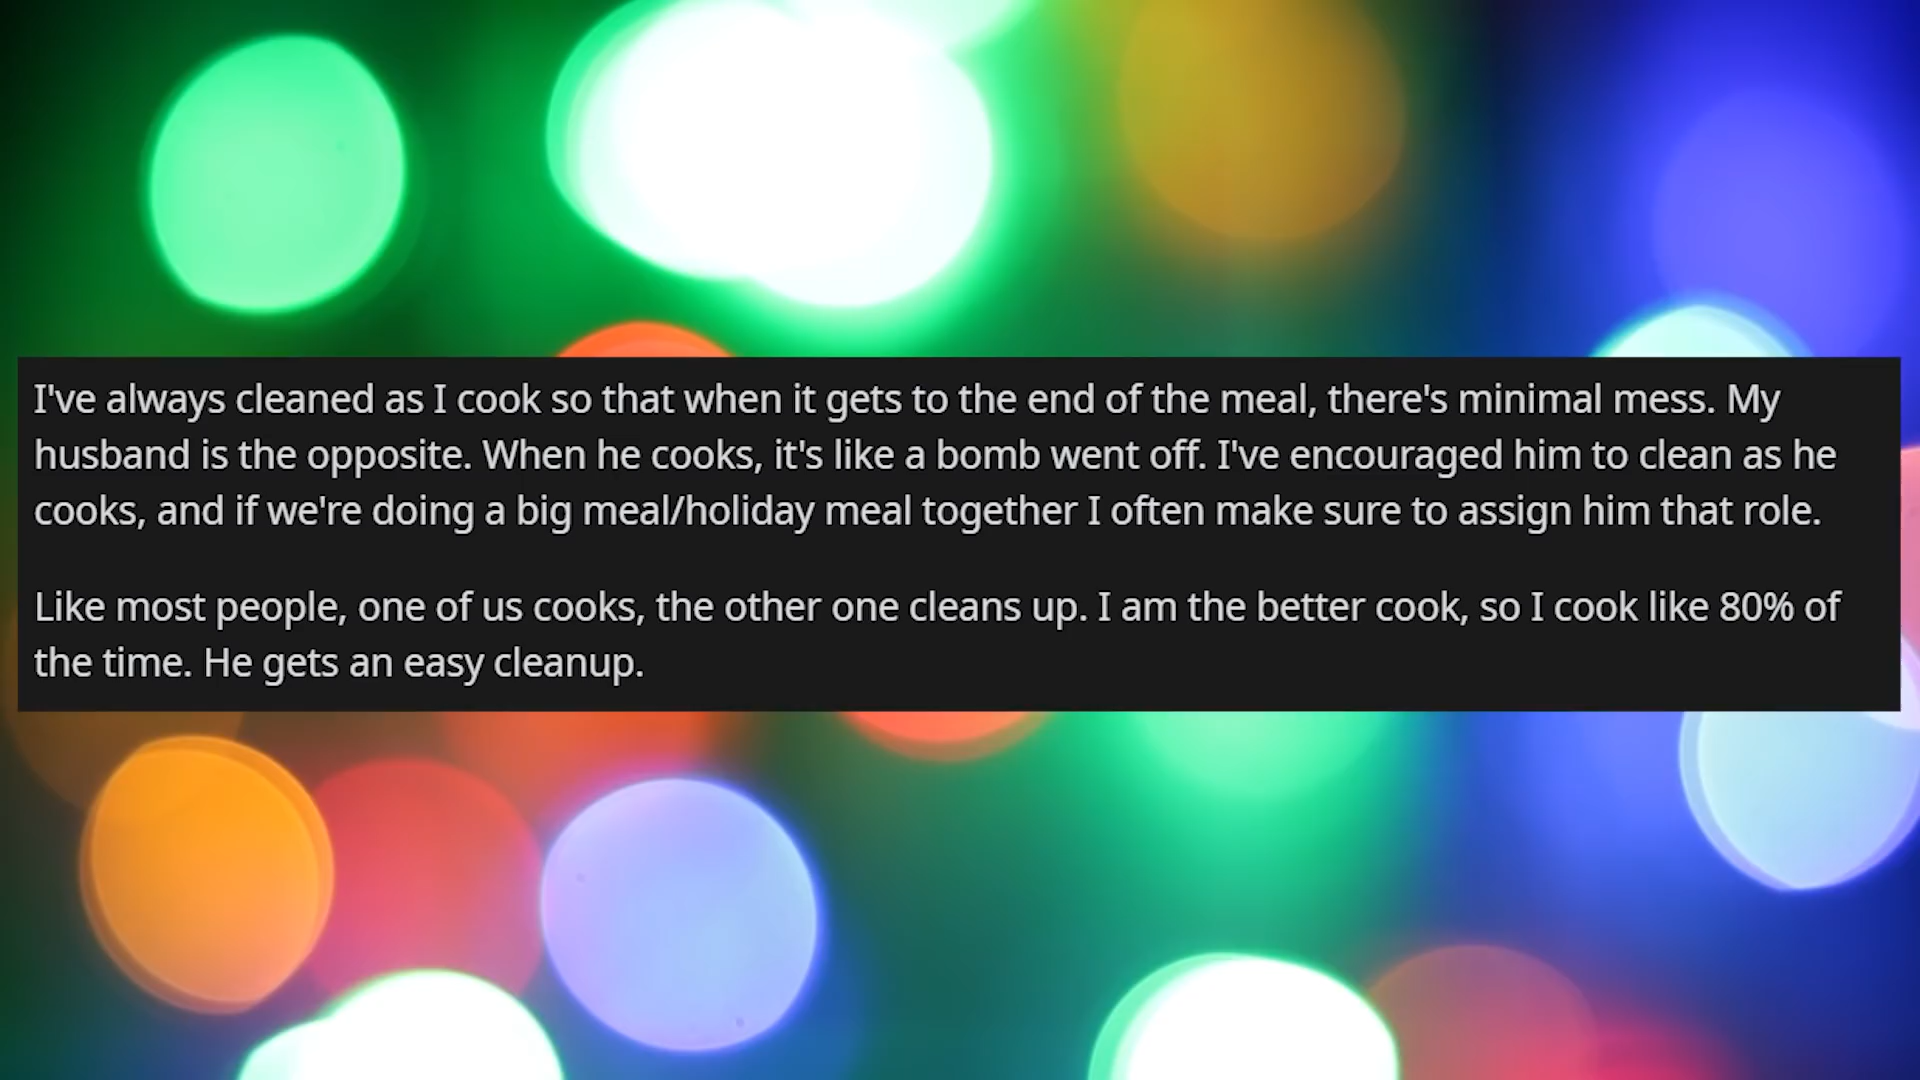 I've always cleaned as I cook so that when it gets to the end of the meal, there's minimal mess. My
husband is the opposite. When he cooks, it's like a bomb went off. I've encouraged him to clean as he
cooks, and if we're doing a big meal/holiday meal together I often make sure to assign him that role.
Like most people, one of us cooks, the other one cleans up. I am the better cook, so I cook like 80% of
the time. He gets an easy cleanup.